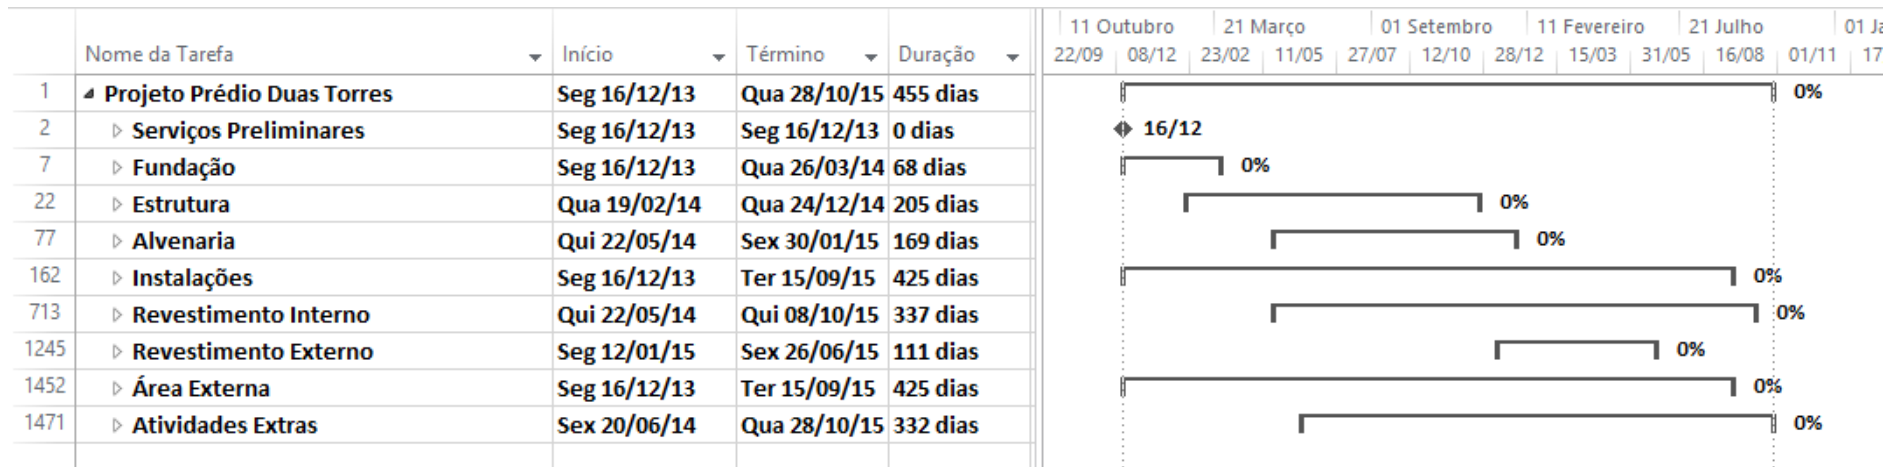 11 Outubro 21 Março 01 Setembro 11 Fevereiro 21 Julho 01 Ja
Nome da Tarefa Início Término Duração 22/09 08/12 23/02 11/05 27/07 12/10 28/12 15/03 31/05 16/08 01/11 17
1 Projeto Prédio Duas Torres Seg 16/12/13 Qua 28/10/15 455 dias 0%
2 Serviços Preliminares Seg 16/12/13 Seg 16/12/13 0 dias 16/12
7 Fundação Seg 16/12/13 Qua 26/03/14 68 dias 0%
22 Estrutura Qua 19/02/14 Qua 24/12/14 205 dias 0%
77 Alvenaria Qui 22/05/14 Sex 30/01/15 169 dias 0%
162 Instalações Seg 16/12/13 Ter 15/09/15 425 dias 0%
713 Revestimento Interno Qui 22/05/14 Qui 08/10/15 337 dias 0%
1245 Revestimento Externo Seg 12/01/15 Sex 26/06/15 111 dias 0%
1452 Área Externa Seg 16/12/13 Ter 15/09/15 425 dias 0%
1471 Atividades Extras Sex 20/06/14 Qua 28/10/15 332 dias 0%